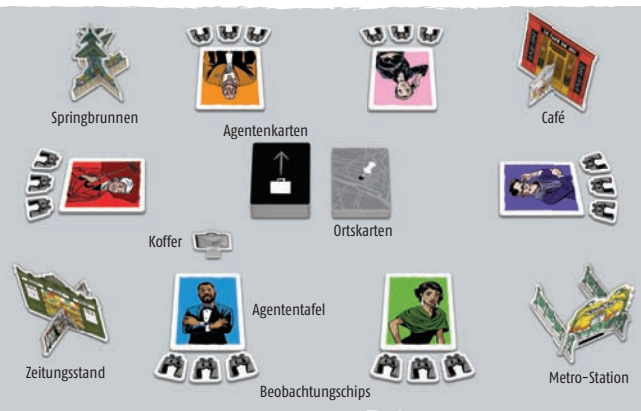 Springbrunnen
Agentenkarten
Café
Koffer
Ortskarten
Agententafel
Zeitungsstand
Beobachtungschips
Metro-Station